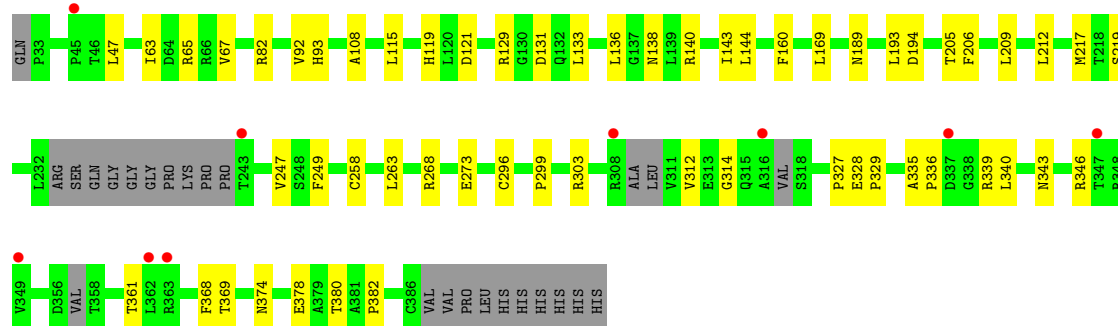 GLN P33 P45 T46 L47 I63 D64 R65 R66 V67 R82 V92 H93 A108 L115 H119 L120 D121 R129 G130 D131 Q132 L133 L136 G137 N138 L139 R140 I143 L144 F160 L169 N189 L193 D194 T205 F206 L209 L212 M217 T218 S219
L232 ARG SER GLN GLY GLY GLY PRO LYS PRO PRO T243 V247 S248 F249 C258 L263 R268 E273 C296 P299 R303 R308 ALA LEU V311 V312 E313 G314 Q315 A316 VAL S318 P327 E328 P329 A335 P336 D337 G338 R339 L340 N343 R346 T347 P348
V349 D356 VAL T358 T361 L362 R363 F368 T369 N374 E378 A379 T380 A381 P382 C386 VAL VAL PRO LEU HIS HIS HIS HIS HIS HIS